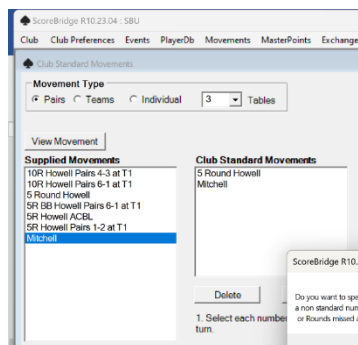 ScoreBridge R10.23.04 : SBU
Club Club Preferences Events PlayerDb Movements MasterPoints Exchange
Club Standard Movements
Movement Type
Pairs Teams Individual 3 Tables
View Movement
Supplied Movements
10R Howell Pairs 4-3 at T1
10R Howell Pairs 6-1 at T1
5 Round Howell
5R BB Howell Pairs 6-1 at T1
5R Howell ACBL
5R Howell Pairs 1-2 at T1
Mitchell
Club Standard Movements
5 Round Howell
Mitchell
Delete
1. Select each number
turn.
ScoreBridge R10.
Do you want to spe
a non standard num
or Rounds missed a